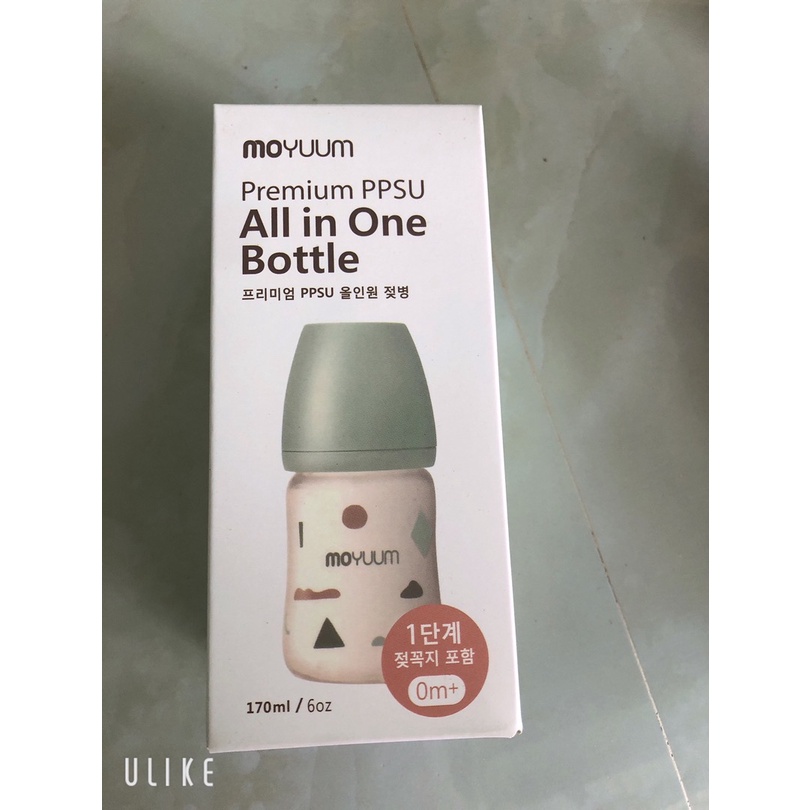 moyuum
Premium PPSU
All in One
Bottle
프리미엄 PPSU 올인원 젖병
moyuum
1단계
젖꼭지 포함
0m+
170ml / 6oz
ULIKE